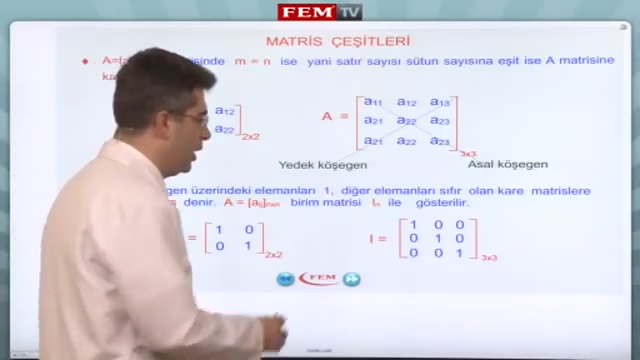 FEM TV
MATRİS ÇEŞİTLERİ
A=[a sinde m = n ise yani satır sayısı sütun sayısına eşit ise A matrisine
ka
a12
a22 2x2
A = a11 a12 a13
a21 a22 a23
a21 a22 a23 3x3
Yedek köşegen Asal köşegen
gen üzerindeki elemanları 1, diğer elemanları sıfır olan kare matrislere
denir. A = [aij]mxn birim matrisi In ile gösterilir.
= 1 0
0 1 2x2
I = 1 0 0
0 1 0
0 0 1 3x3
FEM